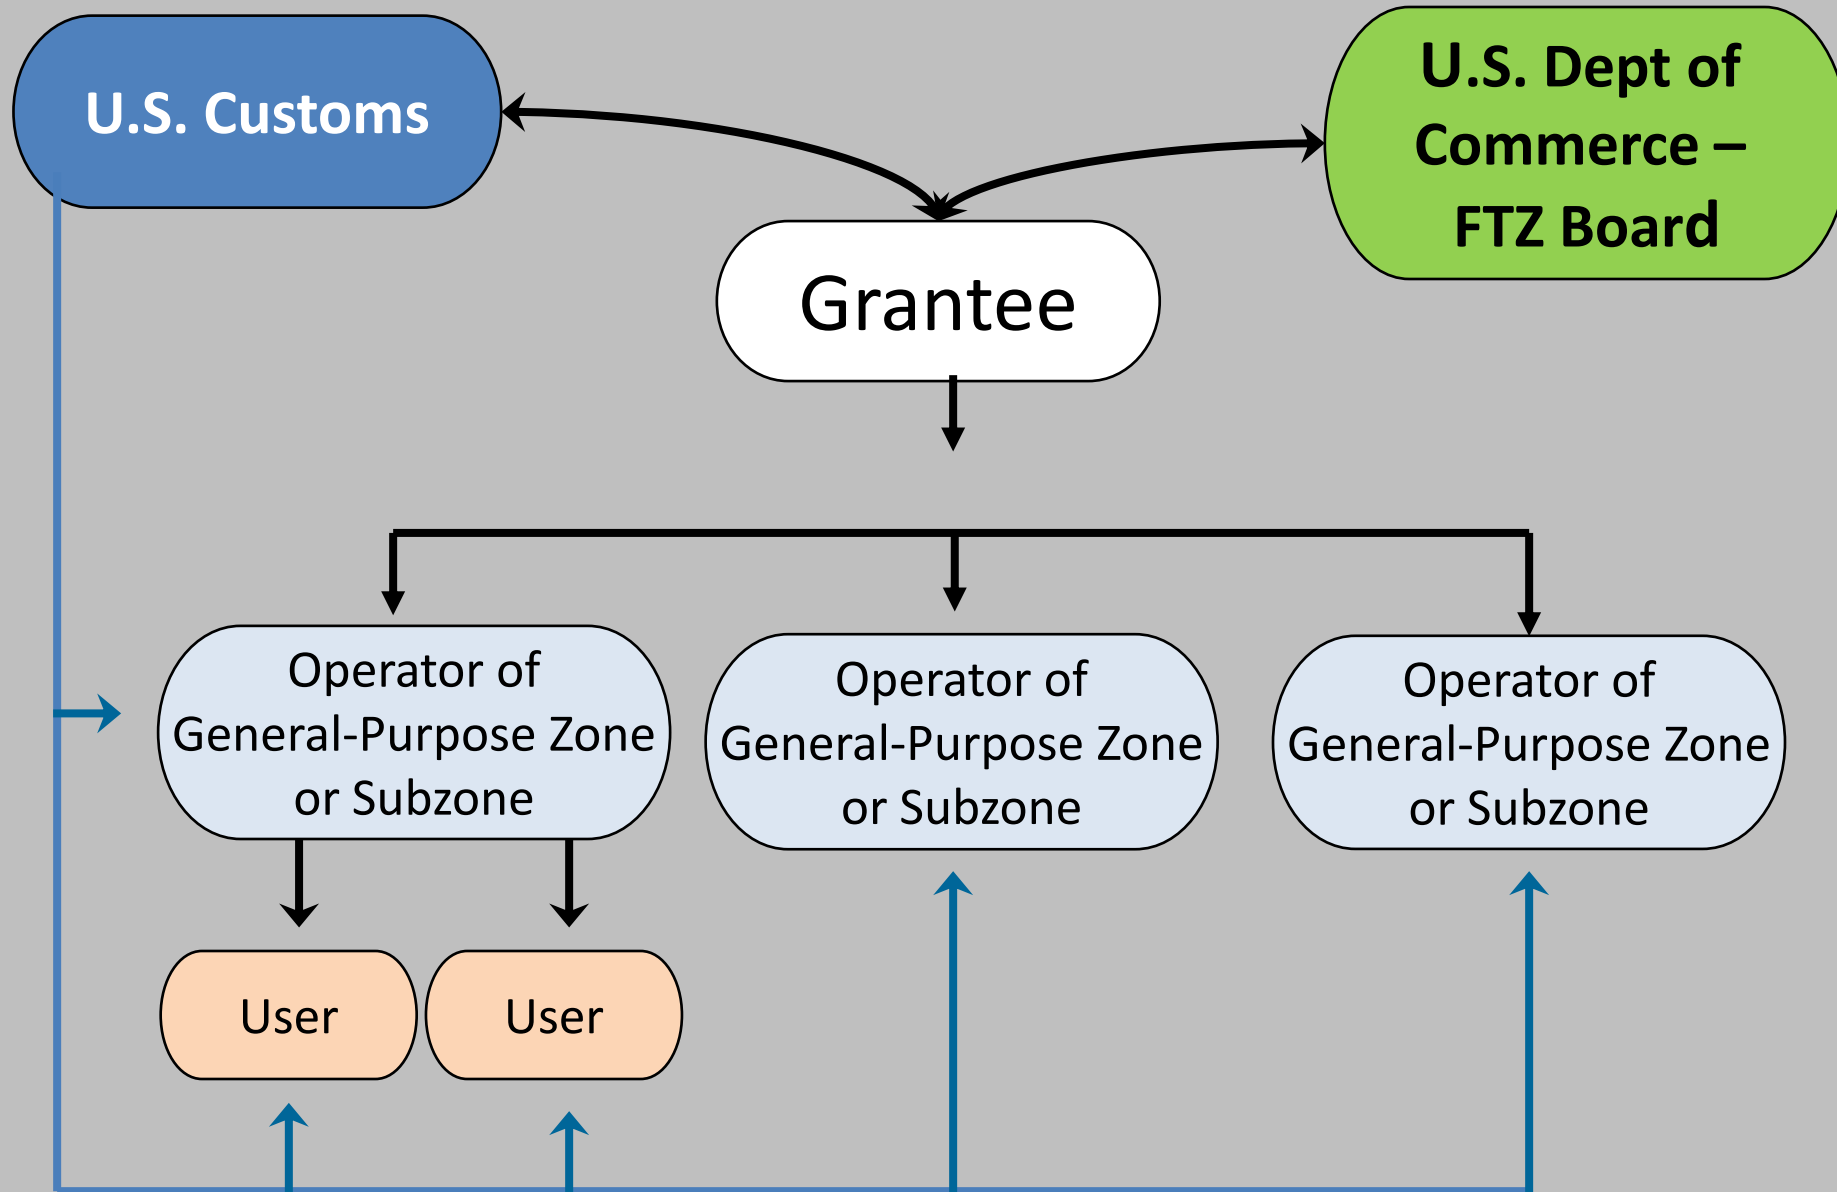 U.S. Customs
U.S. Dept of
Commerce –
FTZ Board
Grantee
Operator of
General-Purpose Zone
or Subzone
Operator of
General-Purpose Zone
or Subzone
Operator of
General-Purpose Zone
or Subzone
User
User